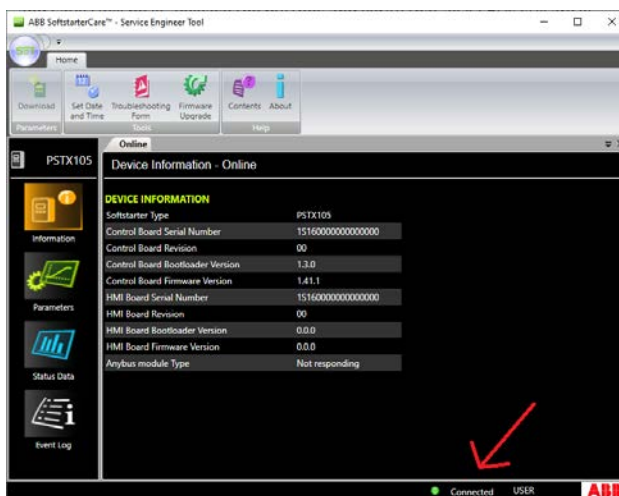 ABB SoftstarterCare™ - Service Engineer Tool
Home
Download
Set Date and Time
Troubleshooting Form
Firmware Upgrade
Contents
About
Parameters
Tools
Help
Online
PSTX105
Device Information - Online
DEVICE INFORMATION
Softstarter Type PSTX105
Control Board Serial Number 15160000000000000
Control Board Revision 00
Control Board Bootloader Version 1.3.0
Control Board Firmware Version 1.41.1
HMI Board Serial Number 15160000000000000
HMI Board Revision 00
HMI Board Bootloader Version 0.0.0
HMI Board Firmware Version 0.0.0
Anybus module Type Not responding
Information
Parameters
Status Data
Event Log
Connected USER ABB